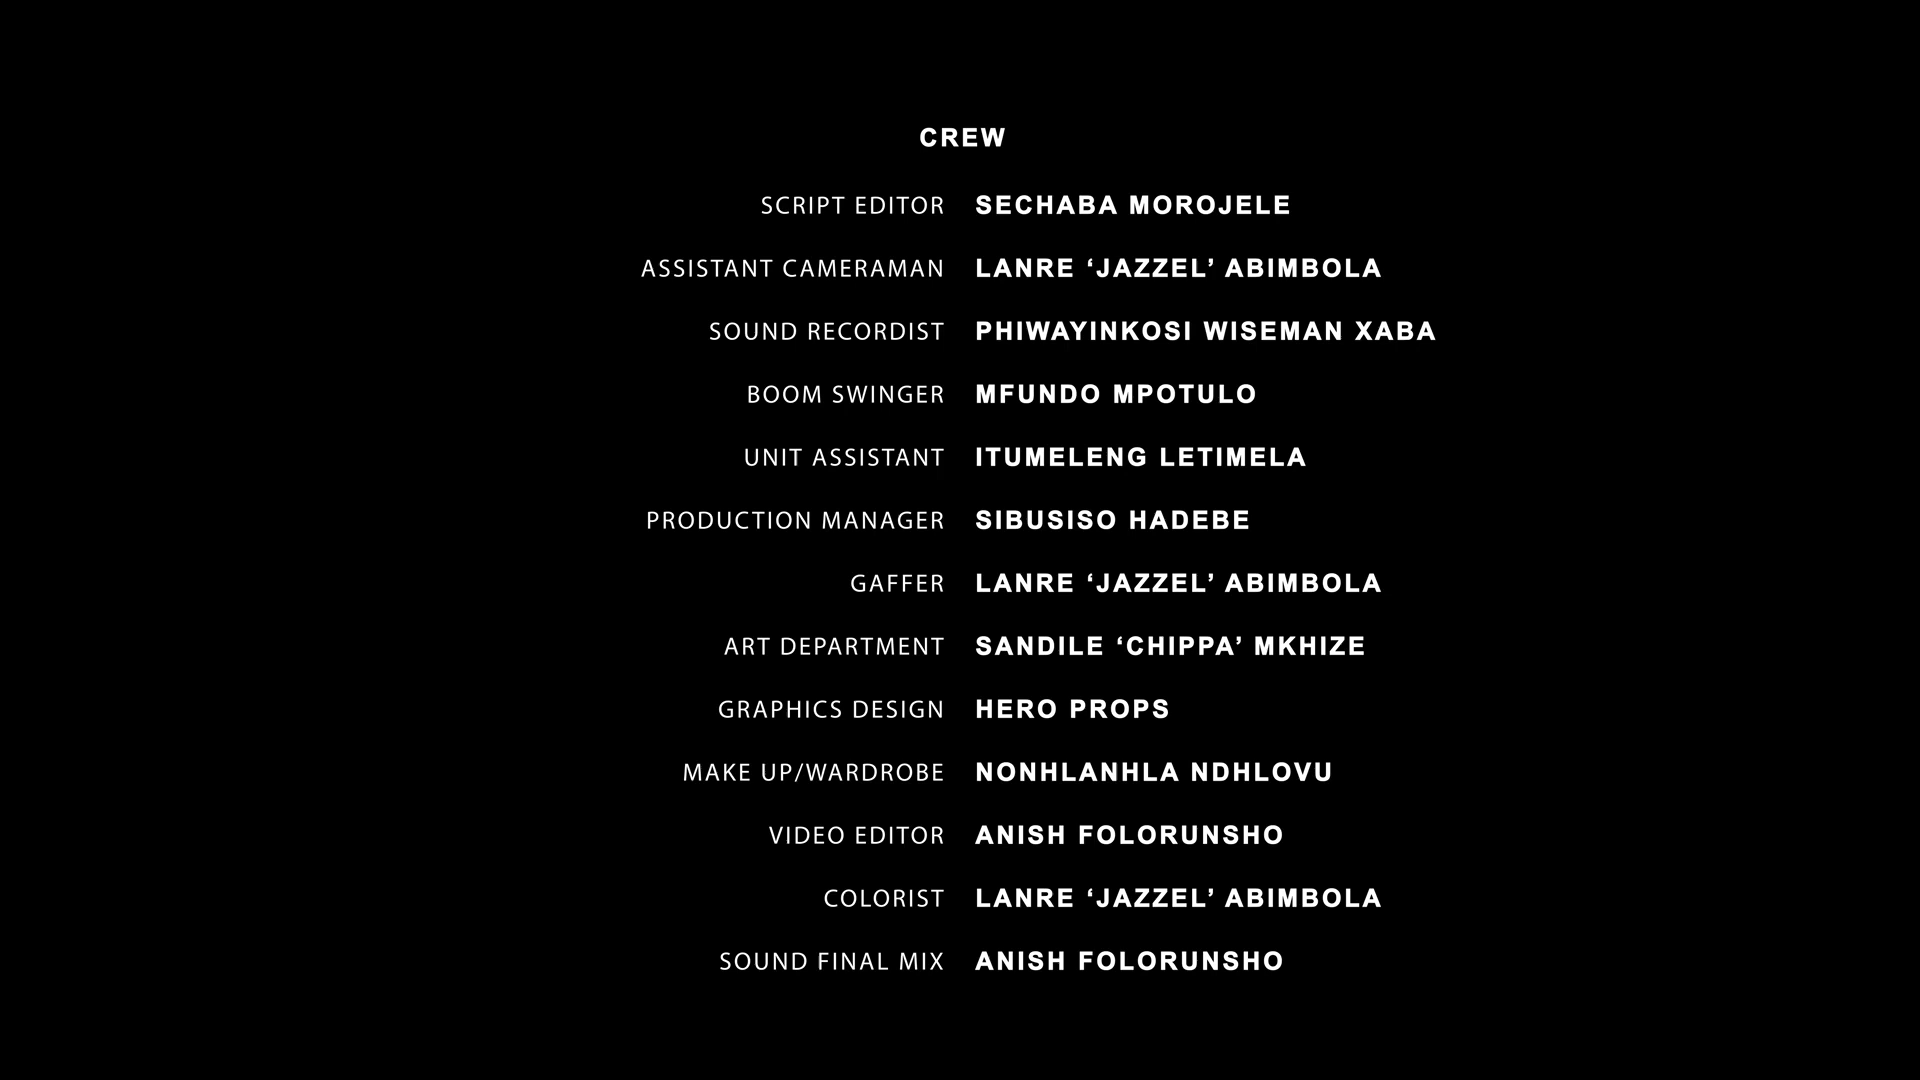 CREW
SCRIPT EDITOR SECHABA MOROJELE
ASSISTANT CAMERAMAN LANRE ‘JAZZEL’ ABIMBOLA
SOUND RECORDIST PHIWAYINKOSI WISEMAN XABA
BOOM SWINGER MFUNDO MPOTULO
UNIT ASSISTANT ITUMELENG LETIMELA
PRODUCTION MANAGER SIBUSISO HADEBE
GAFFER LANRE ‘JAZZEL’ ABIMBOLA
ART DEPARTMENT SANDILE ‘CHIPPA’ MKHIZE
GRAPHICS DESIGN HERO PROPS
MAKE UP/WARDROBE NONHLANHLA NDHLOVU
VIDEO EDITOR ANISH FOLORUNSHO
COLORIST LANRE ‘JAZZEL’ ABIMBOLA
SOUND FINAL MIX ANISH FOLORUNSHO